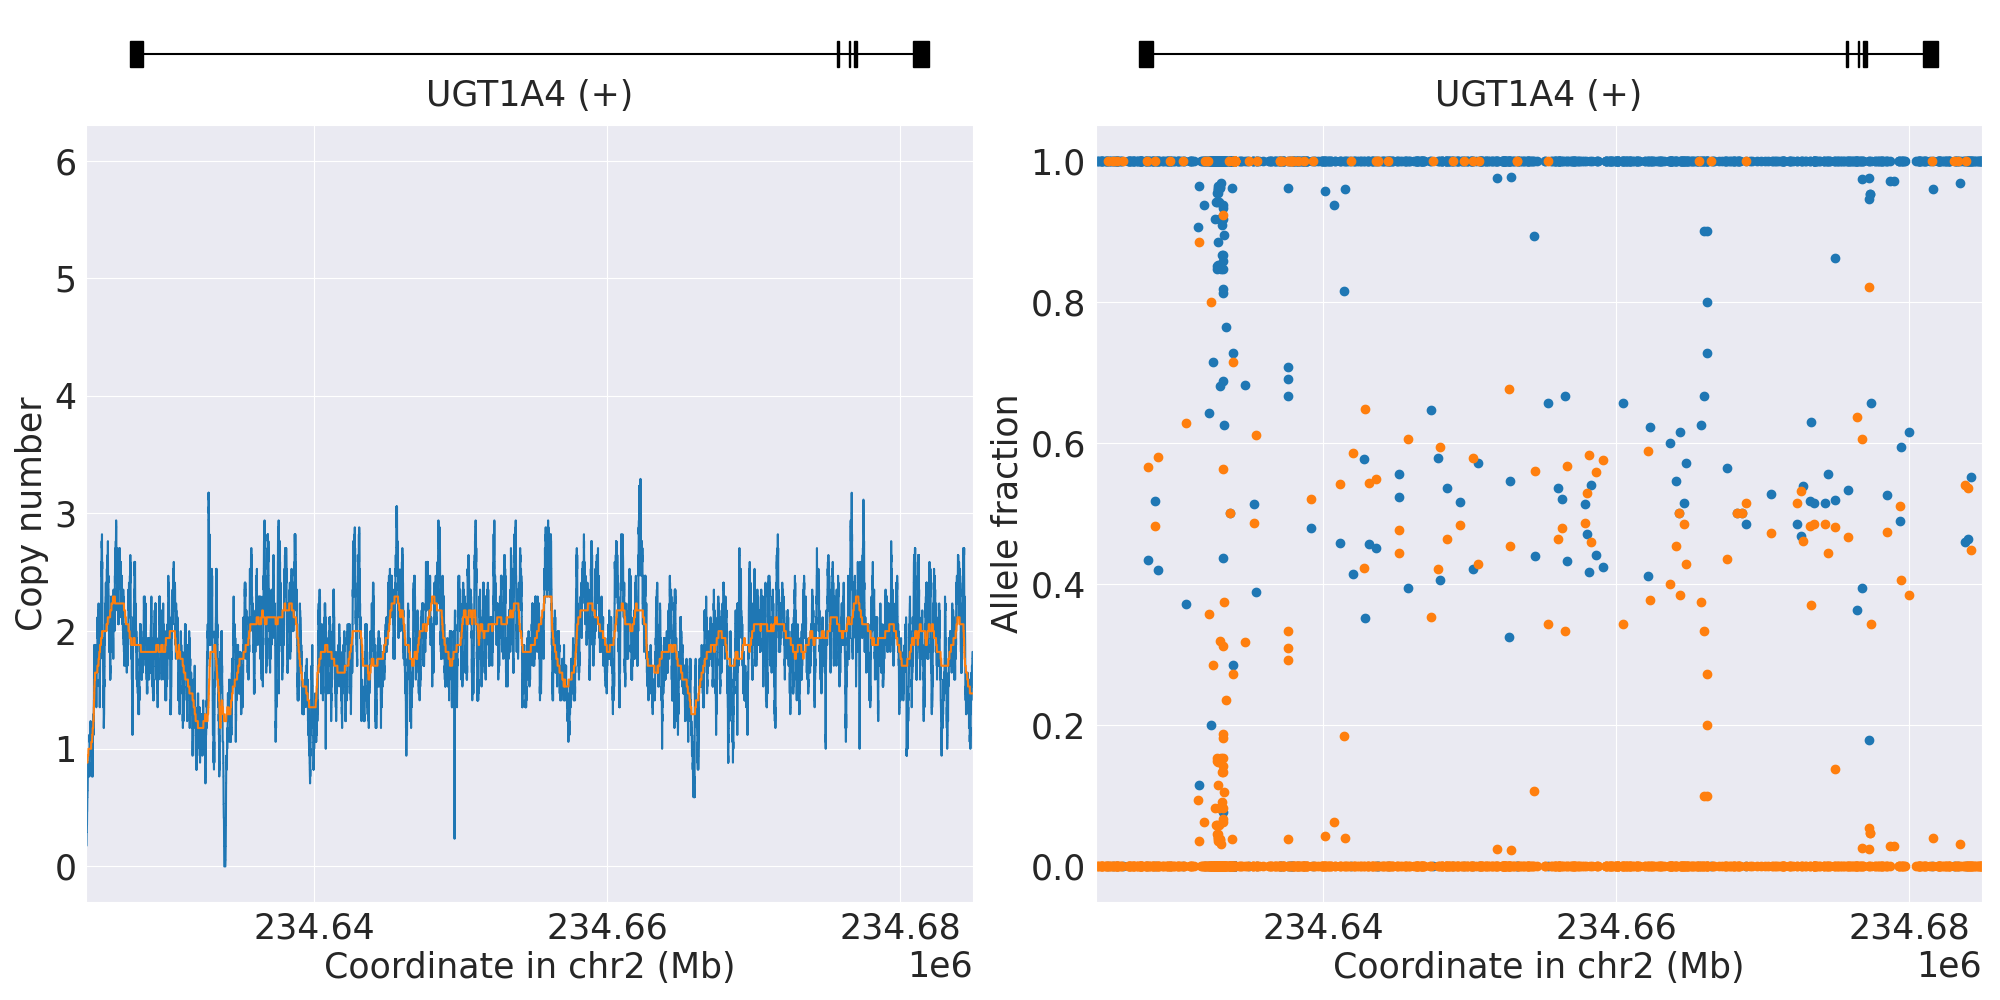 UGT1A4 (+)
6
5
4
3
2
1
0
Copy number
234.64
234.66
234.68
1e6
Coordinate in chr2 (Mb)
UGT1A4 (+)
1.0
0.8
0.6
0.4
0.2
0.0
Allele fraction
234.64
234.66
234.68
1e6
Coordinate in chr2 (Mb)